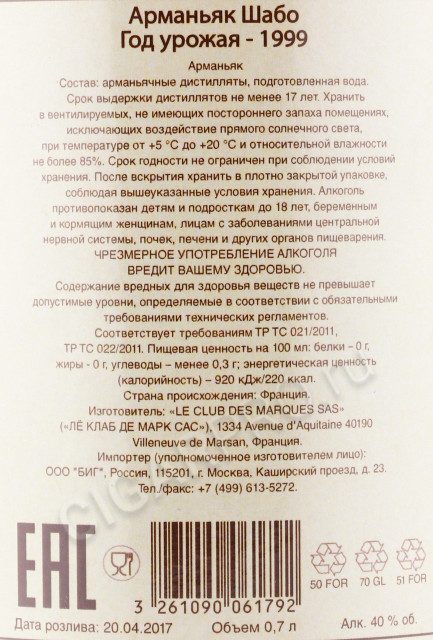 Арманьяк Шабо
Год урожая - 1999
Арманьяк
Состав: арманьячные дистилляты, подготовленная вода.
Срок выдержки дистиллятов не менее 17 лет. Хранить
в вентилируемых, не имеющих постороннего запаха помещениях,
исключающих воздействие прямого солнечного света,
при температуре от +5 °С до +20 °С и относительной влажности
не более 85%. Срок годности не ограничен при соблюдении условий
хранения. После вскрытия хранить в плотно закрытой упаковке,
соблюдая вышеуказанные условия хранения. Алкоголь
противопоказан детям и подросткам до 18 лет, беременным
и кормящим женщинам, лицам с заболеваниями центральной
нервной системы, почек, печени и других органов пищеварения.
ЧРЕЗМЕРНОЕ УПОТРЕБЛЕНИЕ АЛКОГОЛЯ
ВРЕДИТ ВАШЕМУ ЗДОРОВЬЮ.
Содержание вредных для здоровья веществ не превышает
допустимые уровни, определяемые в соответствии с обязательными
требованиями технических регламентов.
Соответствует требованиям ТР ТС 021/2011,
ТР ТС 022/2011. Пищевая ценность на 100 мл: белки – 0 г,
жиры - 0 г, углеводы – менее 0,3 г; энергетическая ценность
(калорийность) – 920 кДж/220 ккал.
Страна происхождения: Франция.
Изготовитель: «LE CLUB DES MARQUES SAS»
(«ЛЁ КЛАБ ДЕ МАРК САС»), 1334 Avenue d'Aquitaine 40190
Villeneuve de Marsan, Франция.
Импортер (уполномоченное изготовителем лицо):
ООО "БИГ", Россия, 115201, г. Москва, Каширский проезд, д. 23.
Тел./факс: +7 (499) 613-5272.
EAC
50 FOR 70 GL 51 FOR
3 261090 061792
Дата розлива: 20.04.2017 Объем 0,7 л Алк. 40 % об.